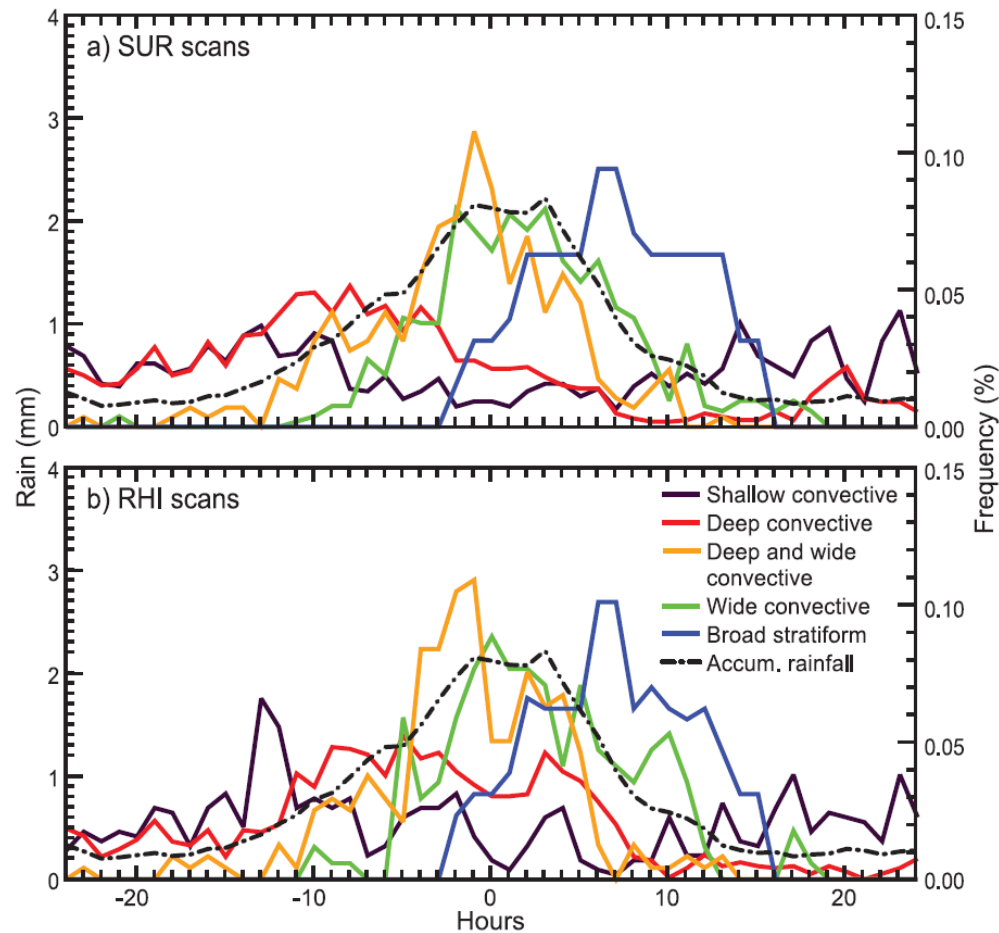 4
3
2
1
0
a) SUR scans
0.15
0.10
0.05
0.00
Rain (mm)
Frequency (%)
4
3
2
1
0
b) RHI scans
0.15
0.10
0.05
0.00
Shallow convective
Deep convective
Deep and wide
convective
Wide convective
Broad stratiform
Accum. rainfall
-20
-10
0
10
20
Hours